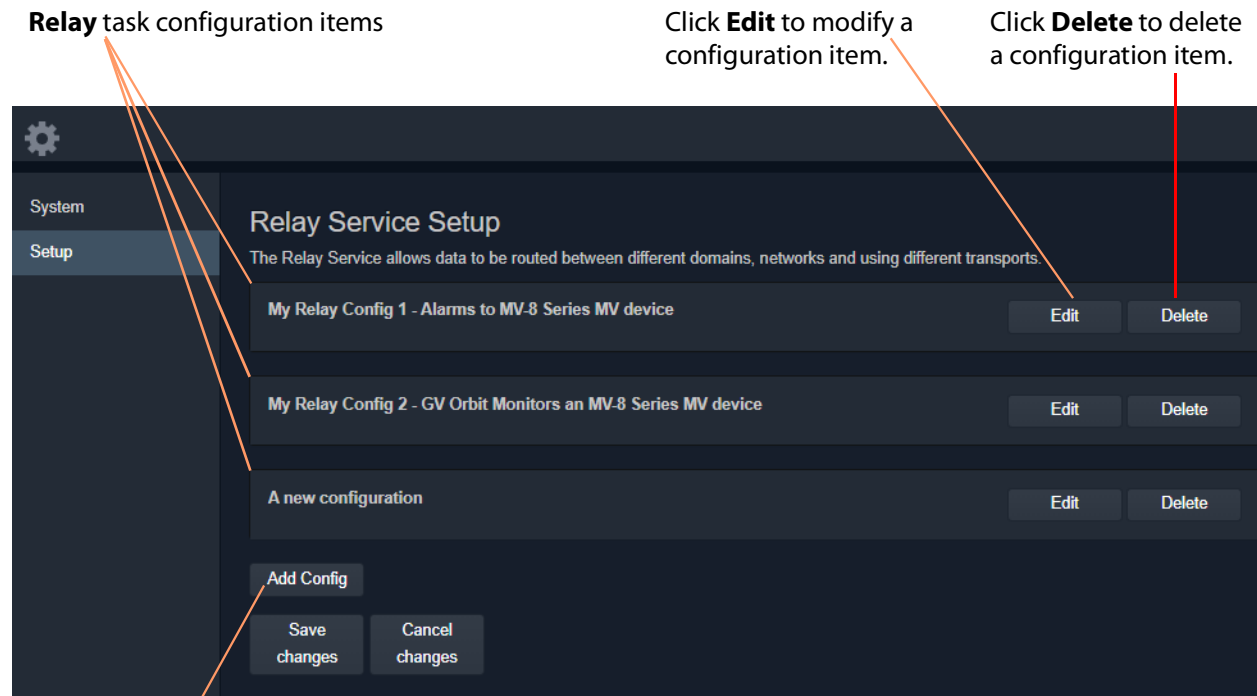 Relay task configuration items
Click Edit to modify a
configuration item.
Click Delete to delete
a configuration item.
System
Setup
Relay Service Setup
The Relay Service allows data to be routed between different domains, networks and using different transports.
My Relay Config 1 - Alarms to MV-8 Series MV device
Edit Delete
My Relay Config 2 - GV Orbit Monitors an MV-8 Series MV device
Edit Delete
A new configuration
Edit Delete
Add Config
Save
changes
Cancel
changes